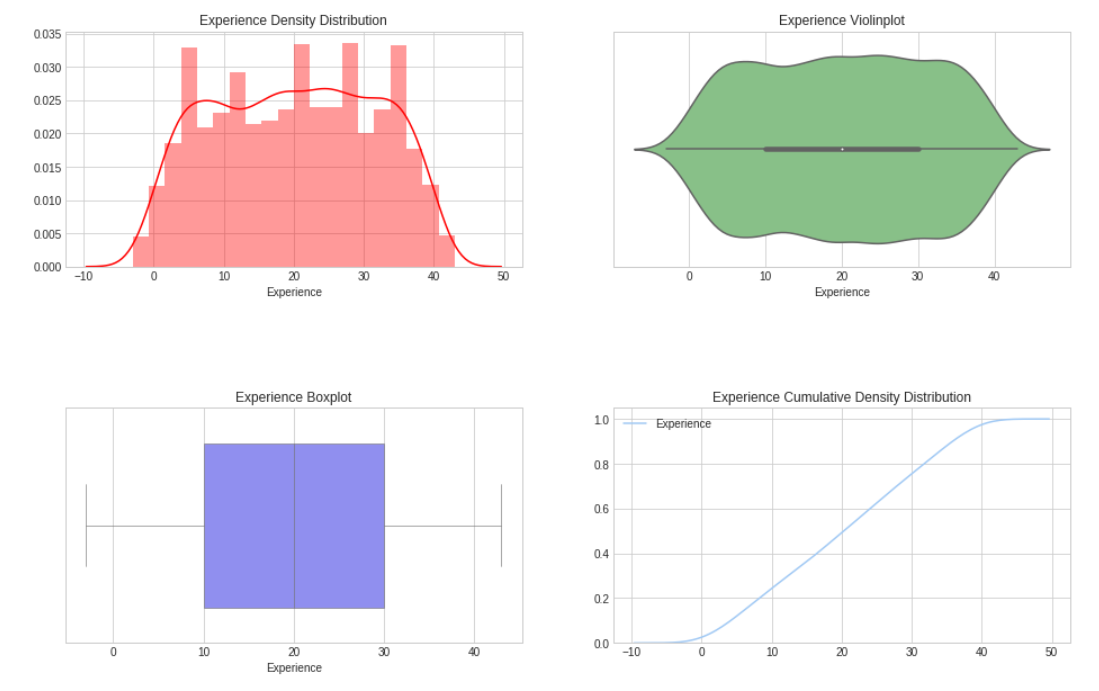 Experience Density Distribution
0.035
0.030
0.025
0.020
0.015
0.010
0.005
0.000
−10 0 10 20 30 40 50
Experience
Experience Violinplot
0 10 20 30 40
Experience
Experience Boxplot
0 10 20 30 40
Experience
Experience Cumulative Density Distribution
Experience
1.0
0.8
0.6
0.4
0.2
0.0
−10 0 10 20 30 40 50